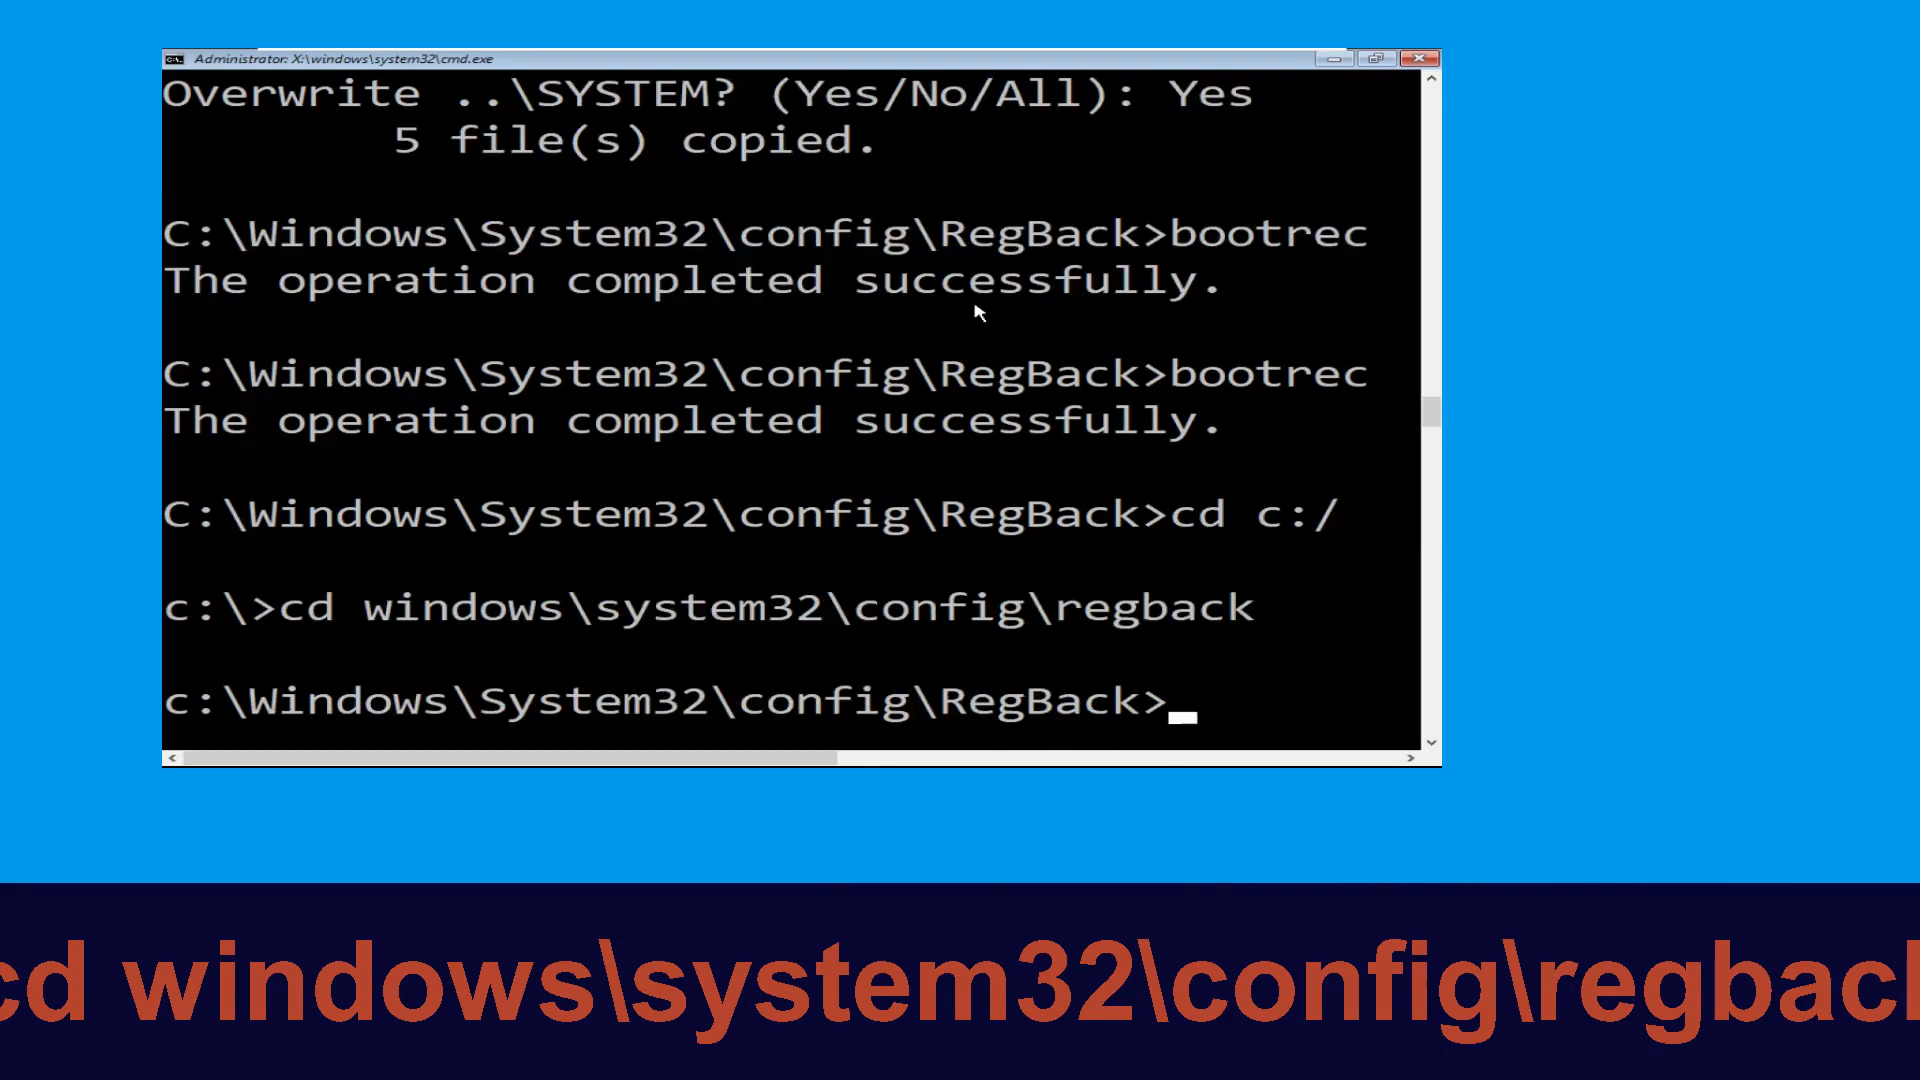 Administrator: X:\windows\system32\cmd.exe
Overwrite ..\SYSTEM? (Yes/No/All): Yes
5 file(s) copied.
C:\Windows\System32\config\RegBack>bootrec
The operation completed successfully.
C:\Windows\System32\config\RegBack>bootrec
The operation completed successfully.
C:\Windows\System32\config\RegBack>cd c:/
c:\>cd windows\system32\config\regback
c:\Windows\System32\config\RegBack>_
cd windows\system32\config\regback